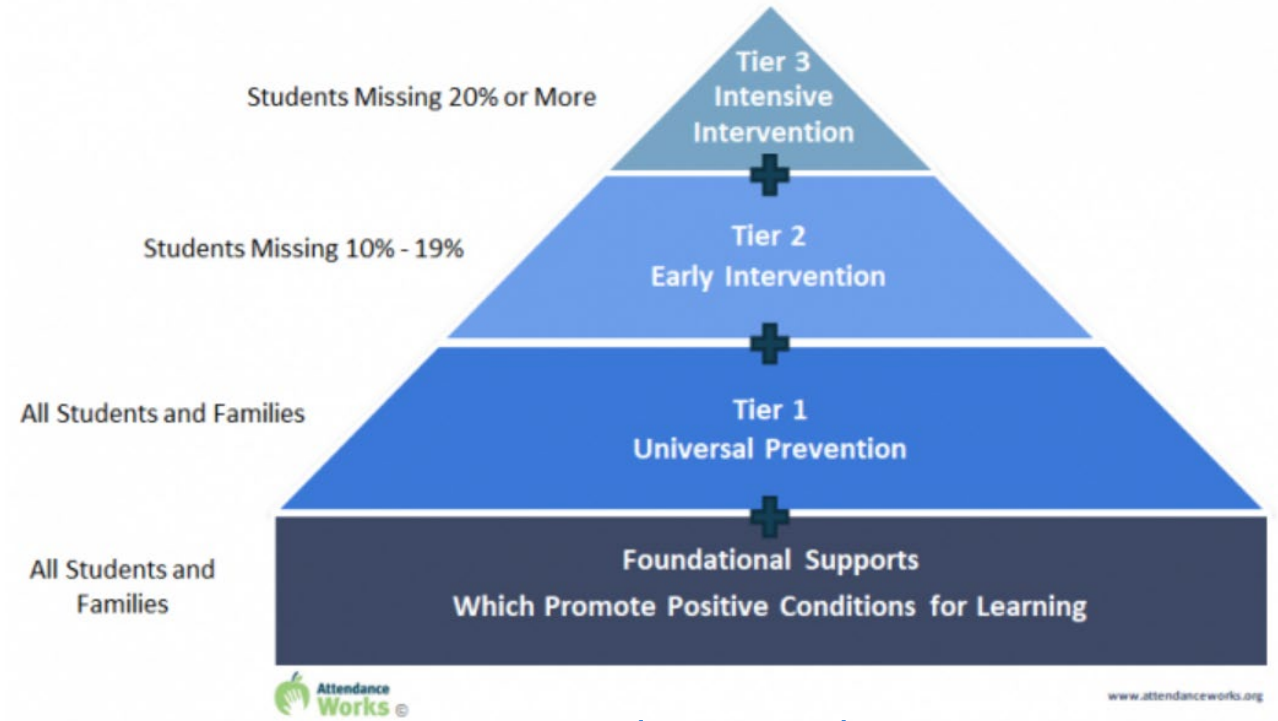 Tier 3
Intensive
Intervention
Students Missing 20% or More
Tier 2
Early Intervention
Students Missing 10% - 19%
Tier 1
Universal Prevention
All Students and Families
Foundational Supports
Which Promote Positive Conditions for Learning
All Students and
Families
Attendance
Works ©
www.attendanceworks.org